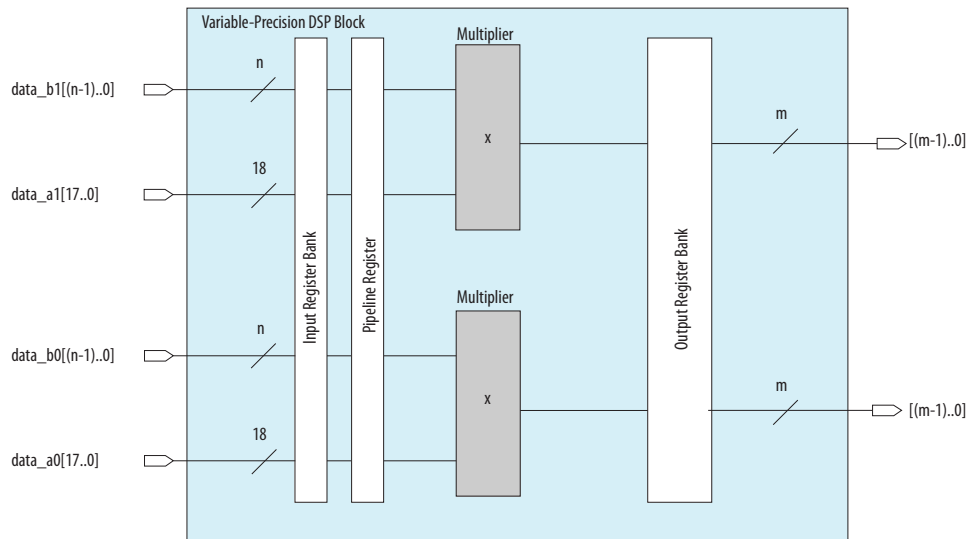 Variable-Precision DSP Block
Multiplier
n
m
data_b1[(n-1)..0]
[(m-1)..0]
x
18
data_a1[17..0]
Input Register Bank
Pipeline Register
Output Register Bank
Multiplier
n
data_b0[(n-1)..0]
x
m
[(m-1)..0]
18
data_a0[17..0]